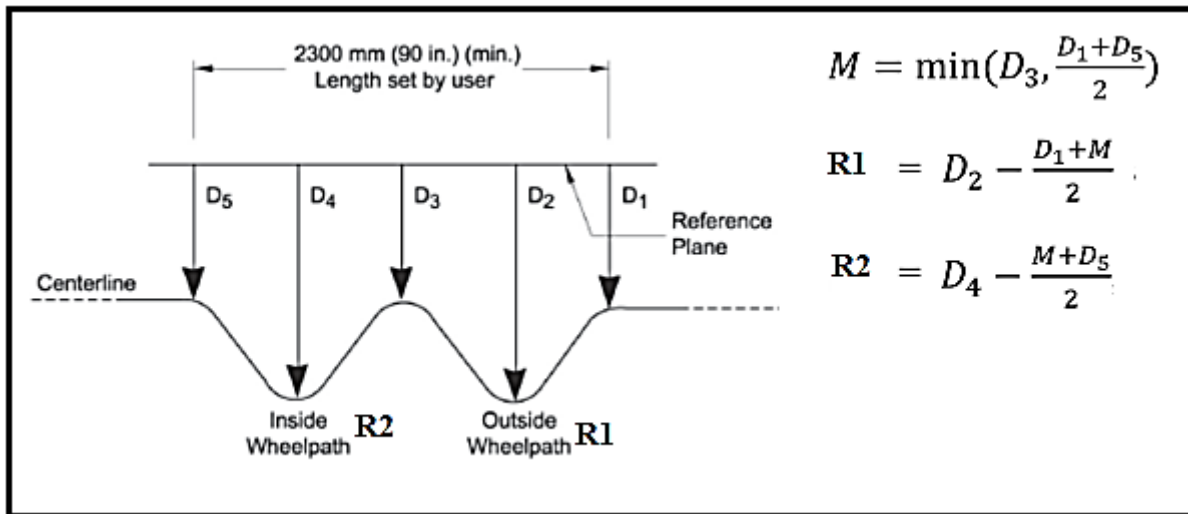 2300 mm (90 in.) (min.)
Length set by user
D₅
D₄
D₃
D₂
D₁
Reference
Plane
Centerline
Inside
Wheelpath R2
Outside
Wheelpath R1
M = min(D₃, (D₁+D₅)/2)
R1 = D₂ − (D₁+M)/2
R2 = D₄ − (M+D₅)/2